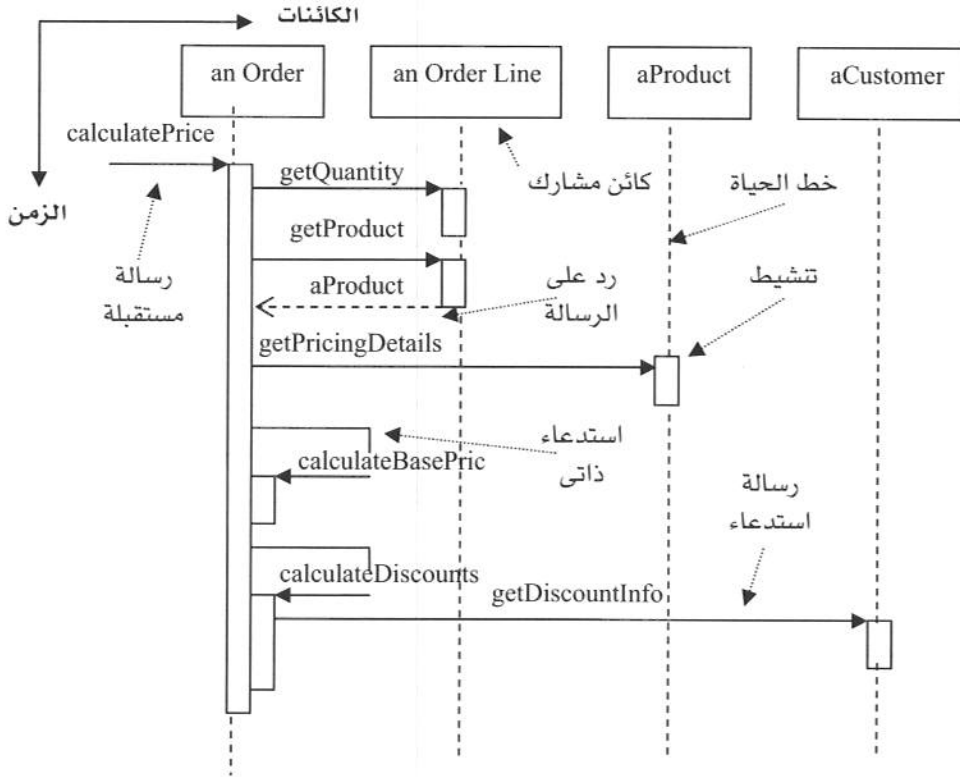 الكائنات
an Order
an Order Line
aProduct
aCustomer
calculatePrice
getQuantity
كائن مشارك
خط الحياة
الزمن
getProduct
رسالة
مستقبلة
aProduct
رد على
الرسالة
تنشيط
getPricingDetails
استدعاء
ذاتى
calculateBasePric
رسالة
استدعاء
calculateDiscounts
getDiscountInfo